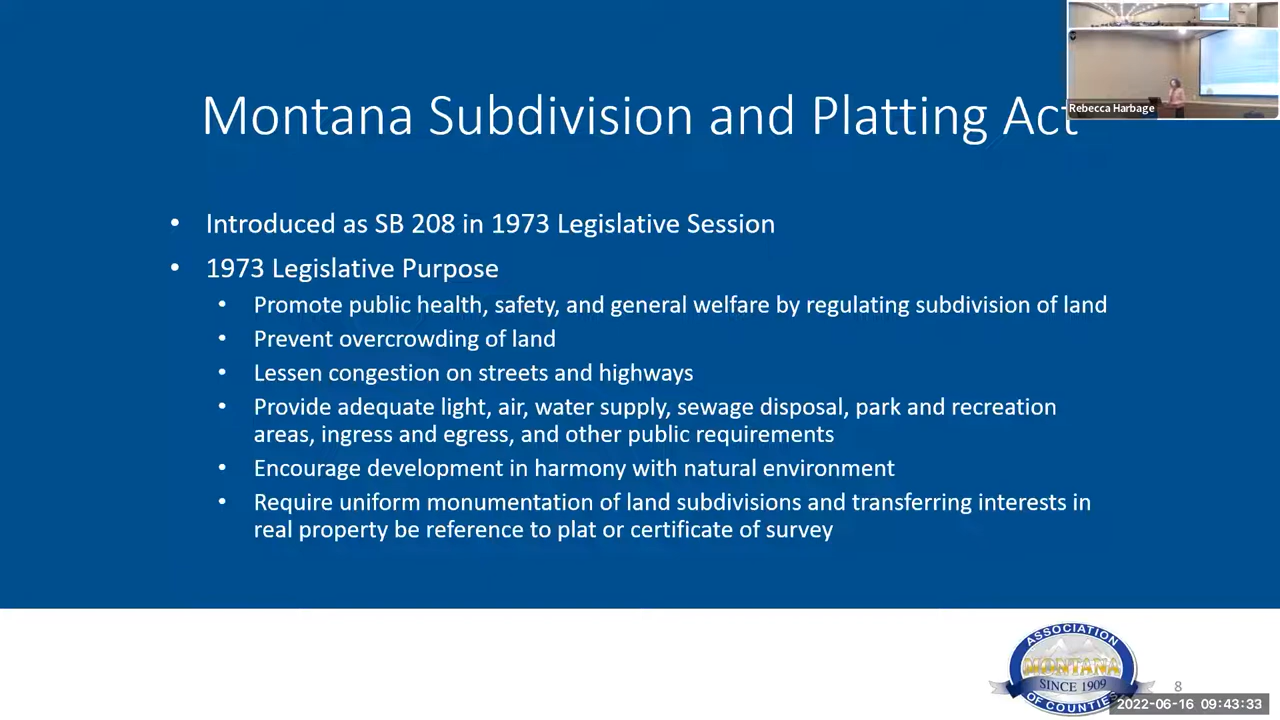 Montana Subdivision and Platting Act
Rebecca Harbage
• Introduced as SB 208 in 1973 Legislative Session
• 1973 Legislative Purpose
• Promote public health, safety, and general welfare by regulating subdivision of land
• Prevent overcrowding of land
• Lessen congestion on streets and highways
• Provide adequate light, air, water supply, sewage disposal, park and recreation
areas, ingress and egress, and other public requirements
• Encourage development in harmony with natural environment
• Require uniform monumentation of land subdivisions and transferring interests in
real property be reference to plat or certificate of survey
ASSOCIATION
MONTANA
SINCE 1909
OF COUNTIES
8
2022-06-16 09:43:33